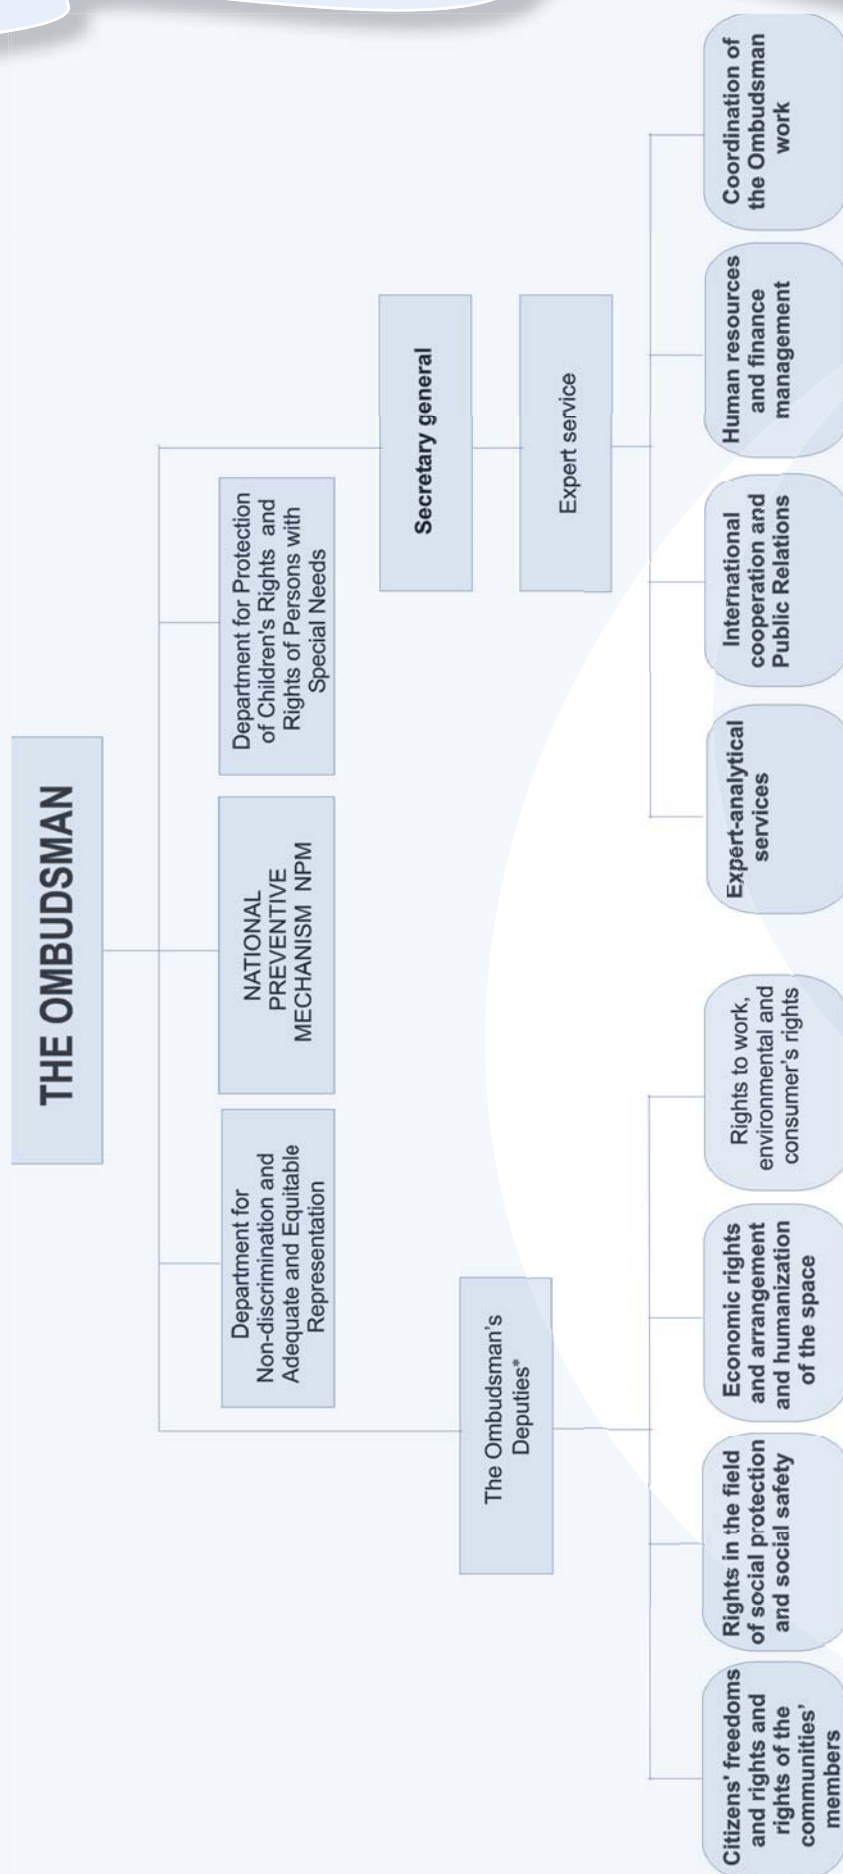 THE OMBUDSMAN
Department for
Non-discrimination and
Adequate and Equitable
Representation
NATIONAL
PREVENTIVE
MECHANISM NPM
Department for Protection
of Children's Rights and
Rights of Persons with
Special Needs
The Ombudsman's
Deputies*
Secretary general
Expert service
Citizens' freedoms
and rights and
rights of the
communities'
members
Rights in the field
of social protection
and social safety
Economic rights
and arrangement
and humanization
of the space
Rights to work,
environmental and
consumer's rights
Expert-analytical
services
International
cooperation and
Public Relations
Human resources
and finance
management
Coordination of
the Ombudsman
work